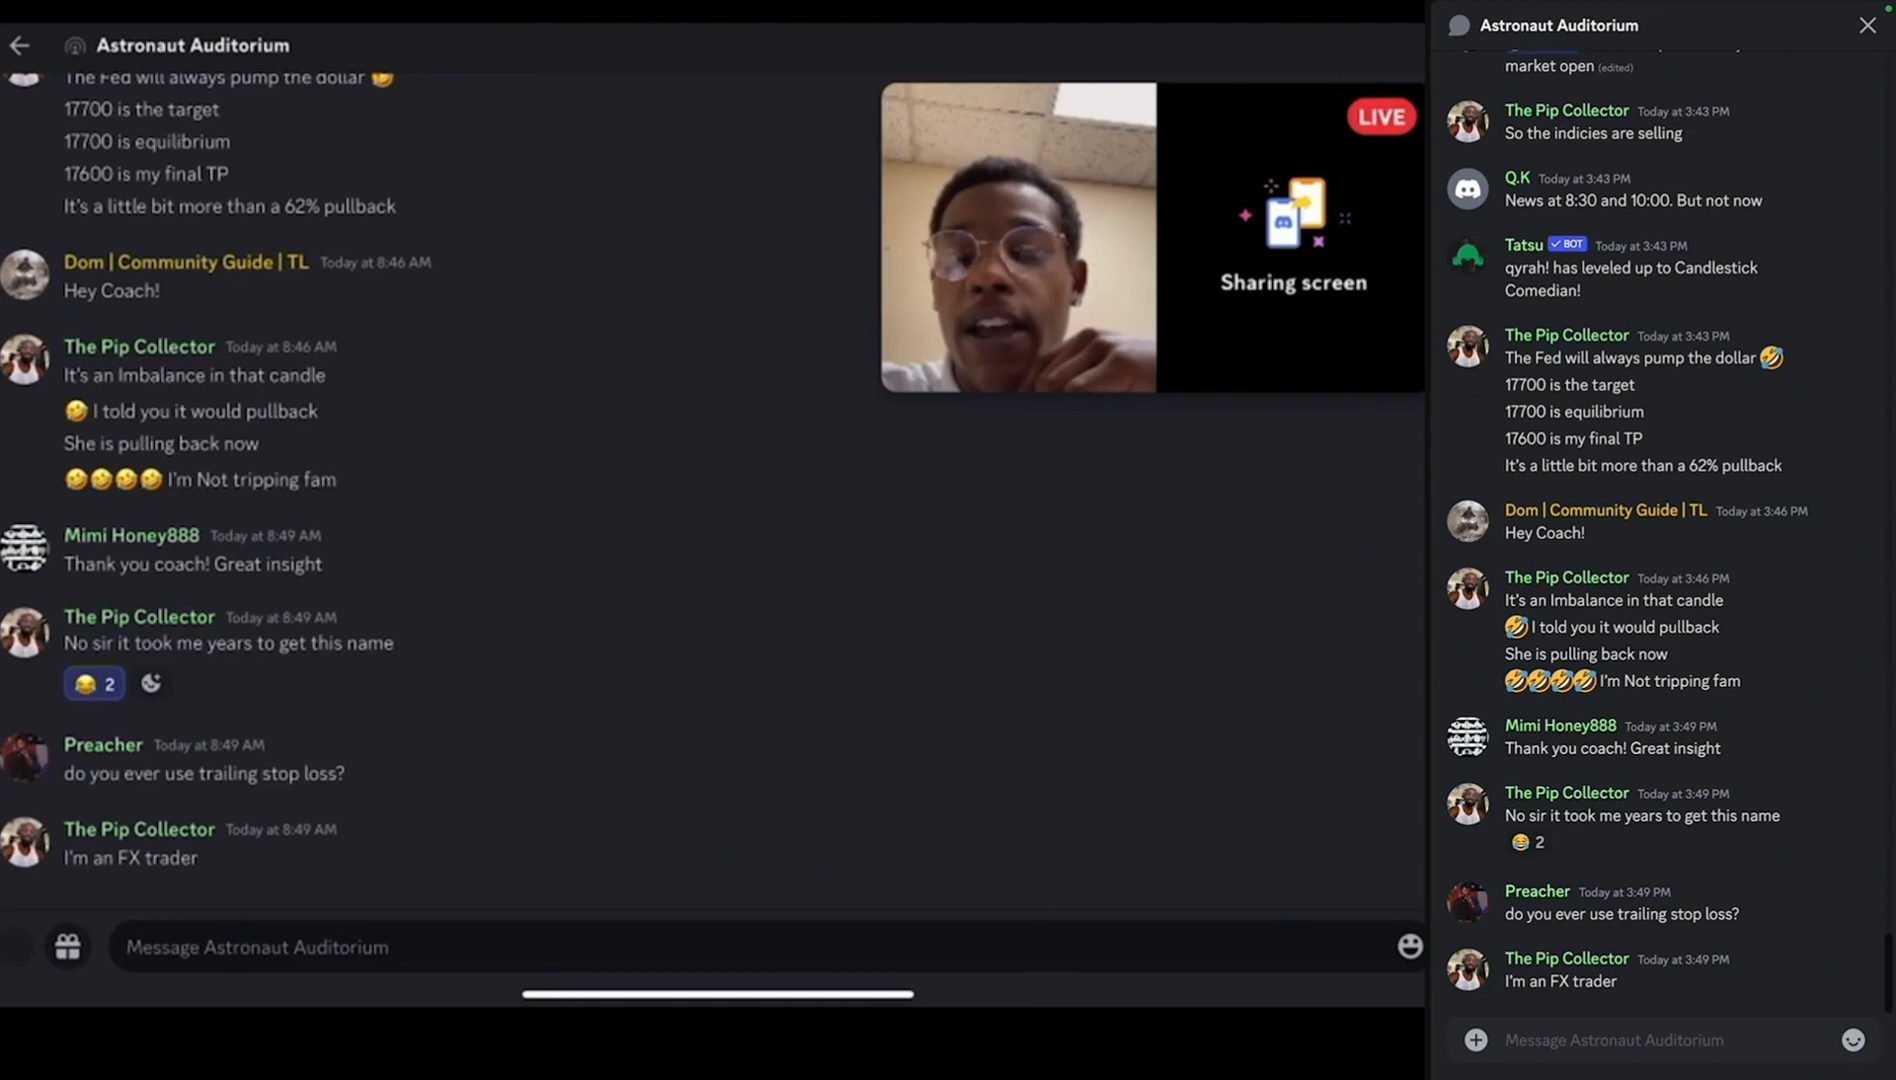 Astronaut Auditorium
The Fed will always pump the dollar 🤣
17700 is the target
17700 is equilibrium
17600 is my final TP
It's a little bit more than a 62% pullback
Dom | Community Guide | TL Today at 8:46 AM
Hey Coach!
The Pip Collector Today at 8:46 AM
It's an Imbalance in that candle
🤣 I told you it would pullback
She is pulling back now
🤣🤣🤣🤣 I'm Not tripping fam
Mimi Honey888 Today at 8:49 AM
Thank you coach! Great insight
The Pip Collector Today at 8:49 AM
No sir it took me years to get this name
😂 2
Preacher Today at 8:49 AM
do you ever use trailing stop loss?
The Pip Collector Today at 8:49 AM
I'm an FX trader
Message Astronaut Auditorium
LIVE
Sharing screen
Astronaut Auditorium
market open (edited)
The Pip Collector Today at 3:43 PM
So the indicies are selling
Q.K Today at 3:43 PM
News at 8:30 and 10:00. But not now
Tatsu ✓ BOT Today at 3:43 PM
qyrah! has leveled up to Candlestick
Comedian!
The Pip Collector Today at 3:43 PM
The Fed will always pump the dollar 🤣
17700 is the target
17700 is equilibrium
17600 is my final TP
It's a little bit more than a 62% pullback
Dom | Community Guide | TL Today at 3:46 PM
Hey Coach!
The Pip Collector Today at 3:46 PM
It's an Imbalance in that candle
🤣 I told you it would pullback
She is pulling back now
🤣🤣🤣🤣 I'm Not tripping fam
Mimi Honey888 Today at 3:49 PM
Thank you coach! Great insight
The Pip Collector Today at 3:49 PM
No sir it took me years to get this name
😂 2
Preacher Today at 3:49 PM
do you ever use trailing stop loss?
The Pip Collector Today at 3:49 PM
I'm an FX trader
Message Astronaut Auditorium